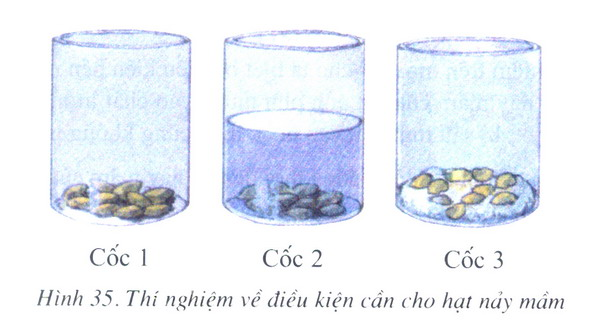 Cốc 1 Cốc 2 Cốc 3
Hình 35. Thí nghiệm về điều kiện cần cho hạt nảy mầm